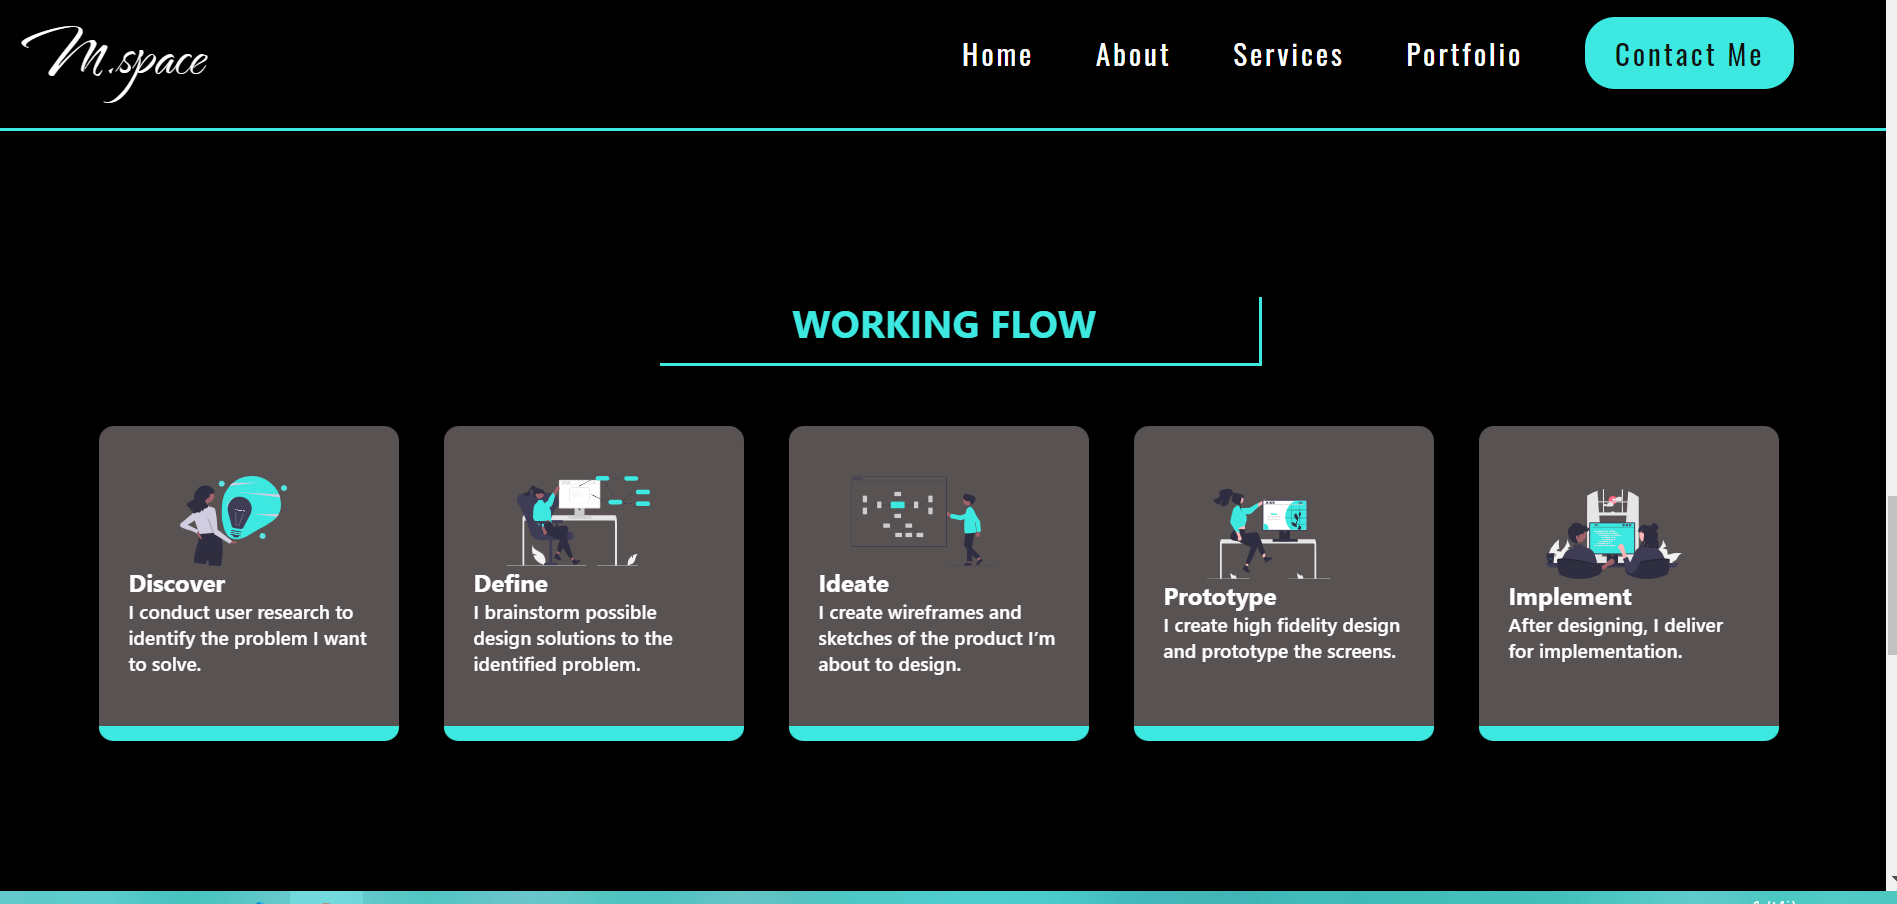 M.space
Home About Services Portfolio Contact Me
WORKING FLOW
Discover
I conduct user research to
identify the problem I want
to solve.
Define
I brainstorm possible
design solutions to the
identified problem.
Ideate
I create wireframes and
sketches of the product I’m
about to design.
Prototype
I create high fidelity design
and prototype the screens.
Implement
After designing, I deliver
for implementation.